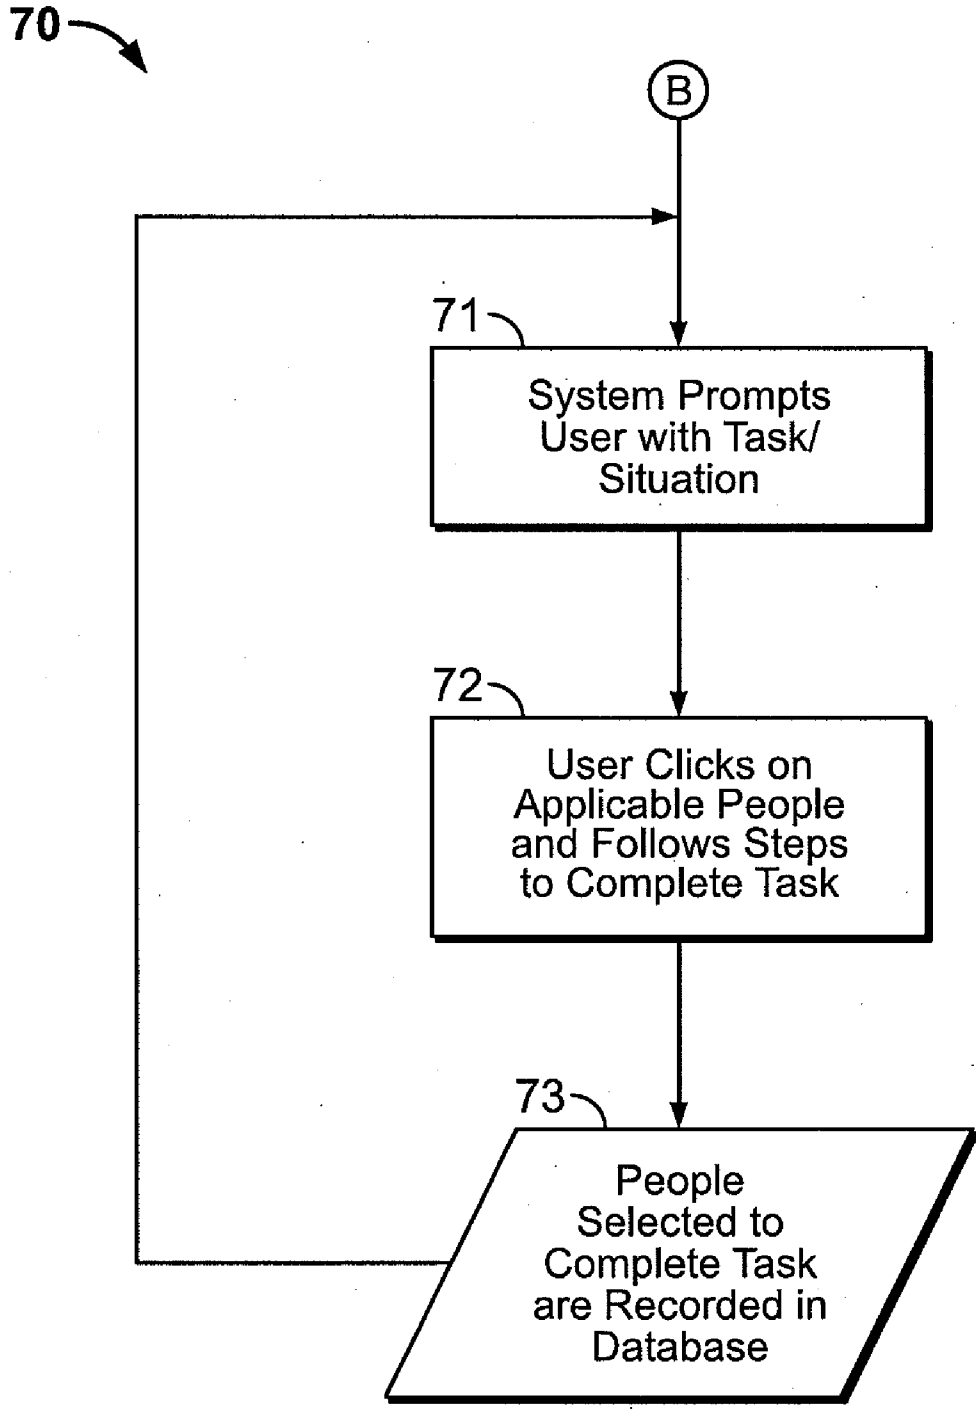 70
B
71
System Prompts
User with Task/
Situation
72
User Clicks on
Applicable People
and Follows Steps
to Complete Task
73
People
Selected to
Complete Task
are Recorded in
Database